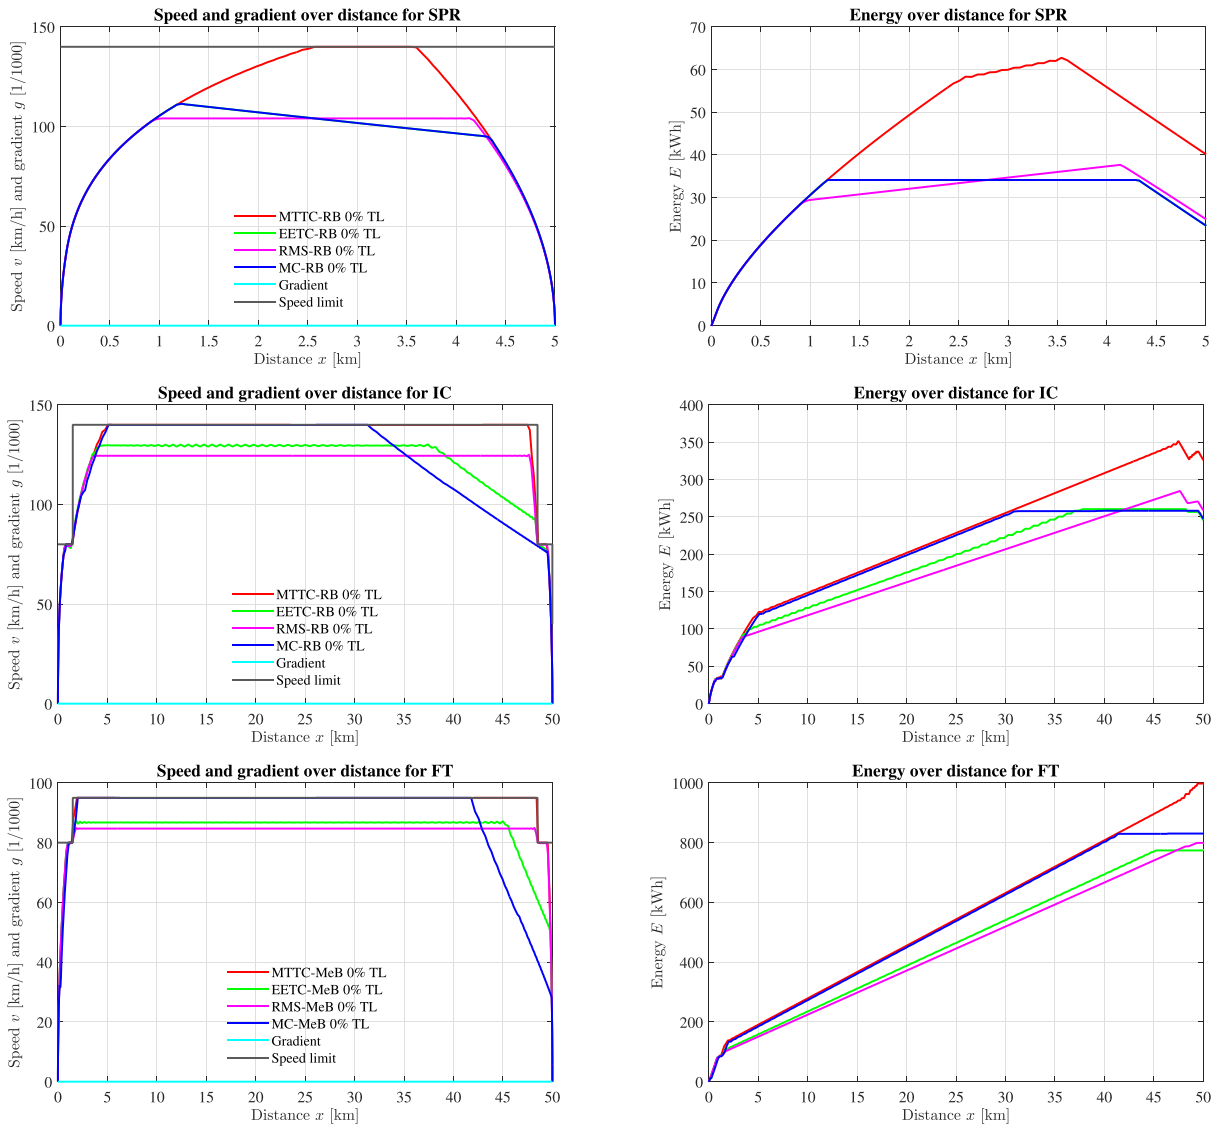 Speed and gradient over distance for SPR
Speed v [km/h] and gradient g [1/1000]
150
100
50
0
MTTC-RB 0% TL
EETC-RB 0% TL
RMS-RB 0% TL
MC-RB 0% TL
Gradient
Speed limit
0 0.5 1 1.5 2 2.5 3 3.5 4 4.5 5
Distance x [km]
Energy over distance for SPR
Energy E [kWh]
70
60
50
40
30
20
10
0
0 0.5 1 1.5 2 2.5 3 3.5 4 4.5 5
Distance x [km]
Speed and gradient over distance for IC
Speed v [km/h] and gradient g [1/1000]
150
100
50
0
MTTC-RB 0% TL
EETC-RB 0% TL
RMS-RB 0% TL
MC-RB 0% TL
Gradient
Speed limit
0 5 10 15 20 25 30 35 40 45 50
Distance x [km]
Energy over distance for IC
Energy E [kWh]
400
350
300
250
200
150
100
50
0
0 5 10 15 20 25 30 35 40 45 50
Distance x [km]
Speed and gradient over distance for FT
Speed v [km/h] and gradient g [1/1000]
100
80
60
40
20
0
MTTC-MeB 0% TL
EETC-MeB 0% TL
RMS-MeB 0% TL
MC-MeB 0% TL
Gradient
Speed limit
0 5 10 15 20 25 30 35 40 45 50
Distance x [km]
Energy over distance for FT
Energy E [kWh]
1000
800
600
400
200
0
0 5 10 15 20 25 30 35 40 45 50
Distance x [km]